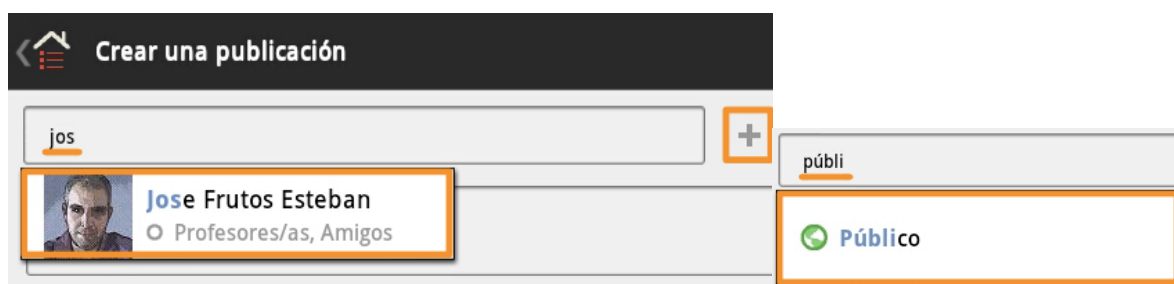 Crear una publicación
jos
Jose Frutos Esteban
Profesores/as, Amigos
públi
Público